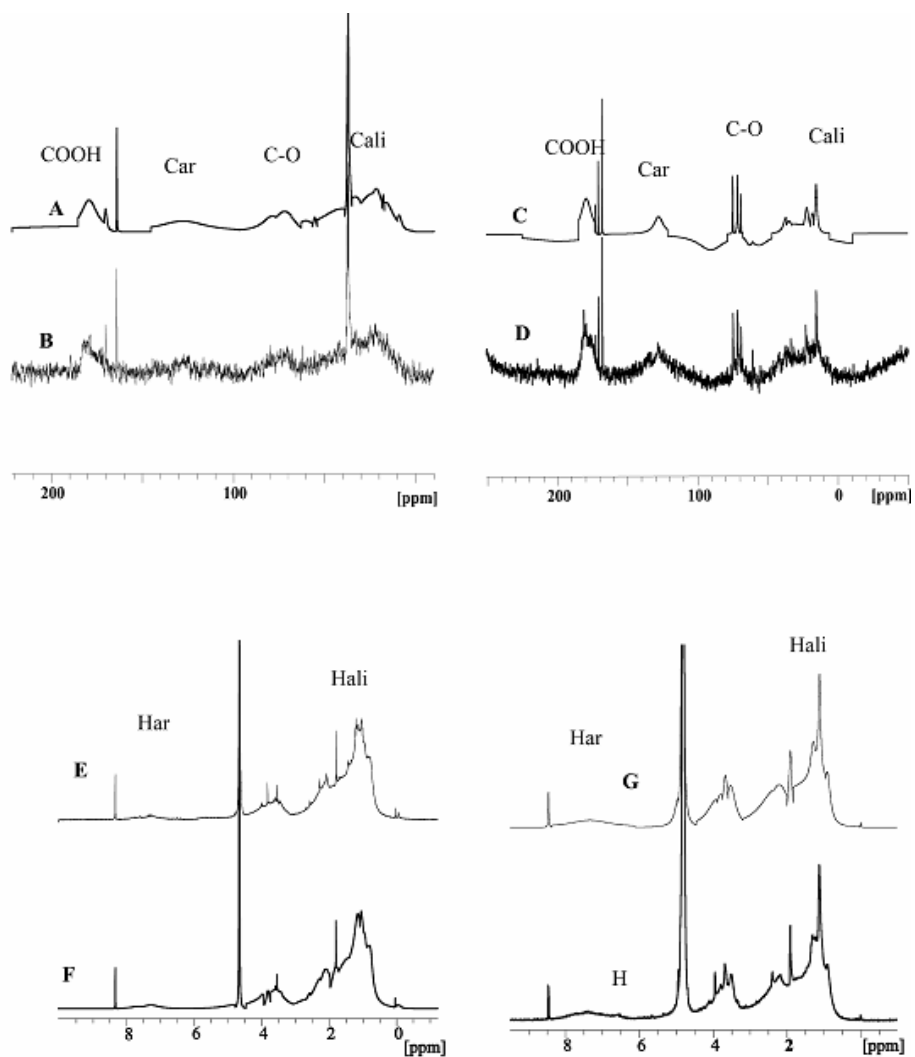 COOH Car C-O Cali
A
B
200 100 [ppm]
COOH Car C-O Cali
C
D
200 100 0 [ppm]
Har Hali
E
F
8 6 4 2 0 [ppm]
Har Hali
G
H
8 6 4 2 [ppm]